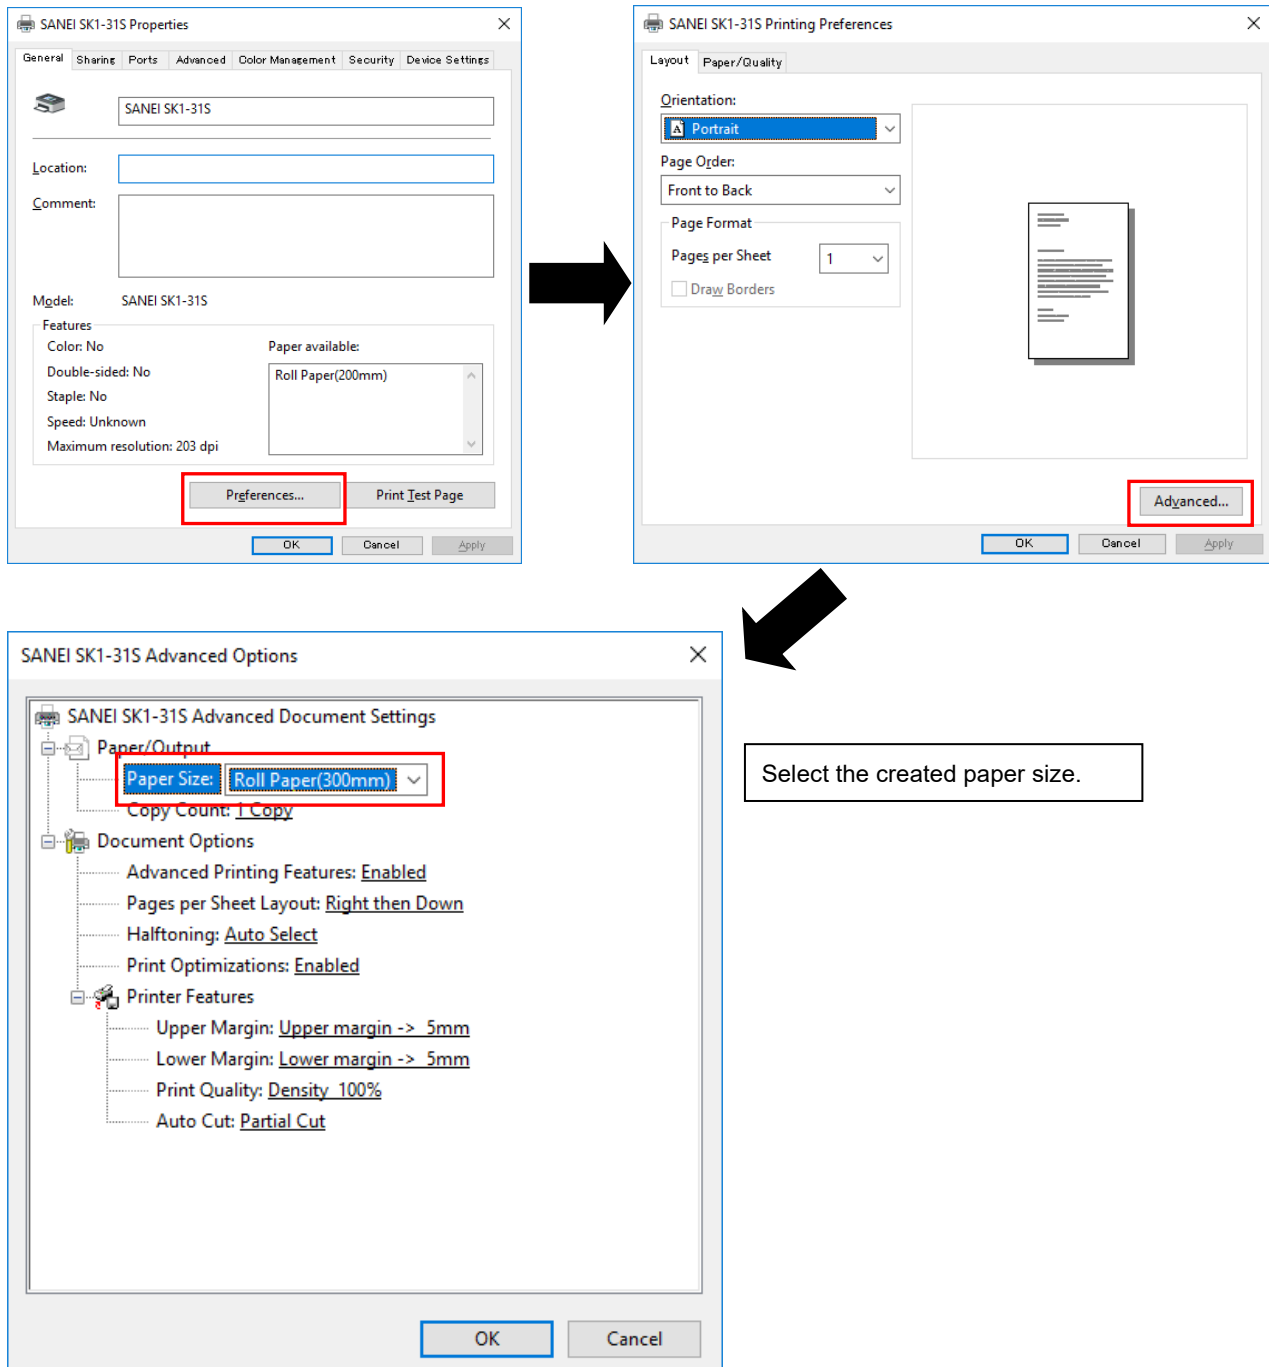 SANEI SK1-31S Properties
General Sharing Ports Advanced Color Management Security Device Settings
SANEI SK1-31S
Location:
Comment:
Model: SANEI SK1-31S
Features
Color: No
Double-sided: No
Staple: No
Speed: Unknown
Maximum resolution: 203 dpi
Paper available:
Roll Paper(200mm)
Preferences... Print Test Page
OK Cancel Apply
SANEI SK1-31S Printing Preferences
Layout Paper/Quality
Orientation:
Portrait
Page Order:
Front to Back
Page Format
Pages per Sheet 1
Draw Borders
Advanced...
OK Cancel Apply
SANEI SK1-31S Advanced Options
SANEI SK1-31S Advanced Document Settings
Paper/Output
Paper Size: Roll Paper(300mm)
Copy Count: 1 Copy
Document Options
Advanced Printing Features: Enabled
Pages per Sheet Layout: Right then Down
Halftoning: Auto Select
Print Optimizations: Enabled
Printer Features
Upper Margin: Upper margin -> 5mm
Lower Margin: Lower margin -> 5mm
Print Quality: Density 100%
Auto Cut: Partial Cut
OK Cancel
Select the created paper size.